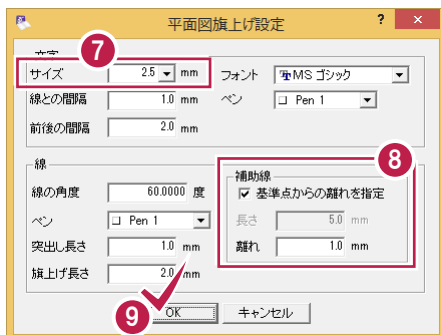 平面図旗上げ設定 ? ×
文字
7
サイズ 2.5 mm フォント MS ゴシック
線との間隔 1.0 mm ペン Pen 1
前後の間隔 2.0 mm
8
線
線の角度 60.0000 度
ペン Pen 1
突出し長さ 1.0 mm
旗上げ長さ 2.0 mm
補助線
基準点からの離れを指定
長さ 5.0 mm
離れ 1.0 mm
9 OK キャンセル